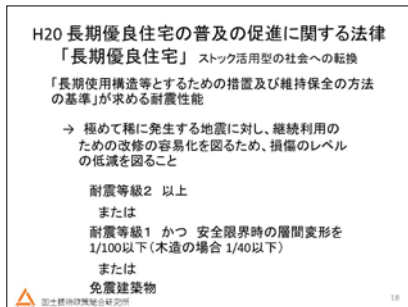 H20 長期優良住宅の普及の促進に関する法律
「長期優良住宅」 ストック活用型の社会への転換
「長期使用構造等とするための措置及び維持保全の方法
の基準」が求める耐震性能
→ 極めて稀に発生する地震に対し、継続利用の
ための改修の容易化を図るため、損傷のレベル
の低減を図ること
耐震等級2 以上
または
耐震等級1 かつ 安全限界時の層間変形を
1/100以下(木造の場合 1/40以下)
または
免震建築物
国土技術政策総合研究所
18